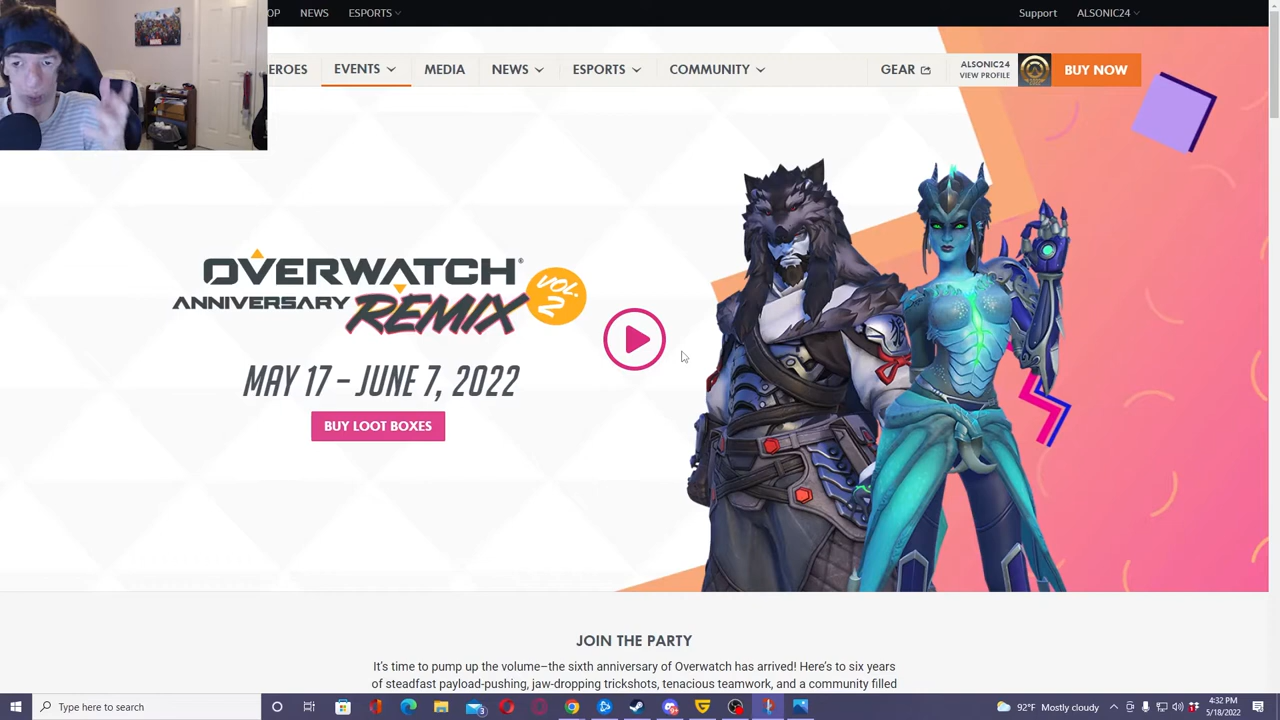 OP NEWS ESPORTS Support ALSONIC24
EROES EVENTS MEDIA NEWS ESPORTS COMMUNITY GEAR ALSONIC24 BUY NOW
VIEW PROFILE
OVERWATCH®
ANNIVERSARY REMIX VOL. 2
MAY 17 – JUNE 7, 2022
BUY LOOT BOXES
JOIN THE PARTY
It's time to pump up the volume–the sixth anniversary of Overwatch has arrived! Here's to six years
of steadfast payload-pushing, jaw-dropping trickshots, tenacious teamwork, and a community filled
Type here to search 3 92°F Mostly cloudy 4:32 PM
5/18/2022